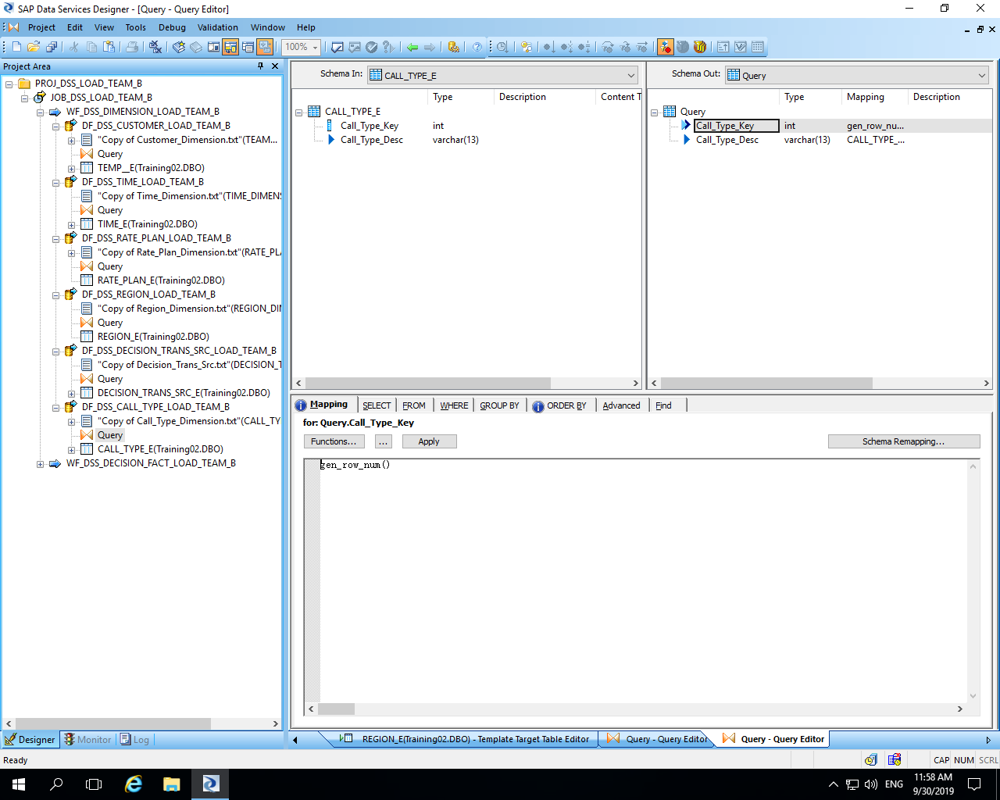 SAP Data Services Designer - [Query - Query Editor]
Project Edit View Tools Debug Validation Window Help
100%
Project Area
PROJ_DSS_LOAD_TEAM_B
JOB_DSS_LOAD_TEAM_B
WF_DSS_DIMENSION_LOAD_TEAM_B
DF_DSS_CUSTOMER_LOAD_TEAM_B
"Copy of Customer_Dimension.txt"(TEAM...
Query
TEMP__E(Training02.DBO)
DF_DSS_TIME_LOAD_TEAM_B
"Copy of Time_Dimension.txt"(TIME_DIMENS
Query
TIME_E(Training02.DBO)
DF_DSS_RATE_PLAN_LOAD_TEAM_B
"Copy of Rate_Plan_Dimension.txt"(RATE_PL
Query
RATE_PLAN_E(Training02.DBO)
DF_DSS_REGION_LOAD_TEAM_B
"Copy of Region_Dimension.txt"(REGION_DI
Query
REGION_E(Training02.DBO)
DF_DSS_DECISION_TRANS_SRC_LOAD_TEAM_B
"Copy of Decision_Trans_Src.txt"(DECISION_T
Query
DECISION_TRANS_SRC_E(Training02.DBO)
DF_DSS_CALL_TYPE_LOAD_TEAM_B
"Copy of Call_Type_Dimension.txt"(CALL_TY
Query
CALL_TYPE_E(Training02.DBO)
WF_DSS_DECISION_FACT_LOAD_TEAM_B
Designer Monitor Log
Schema In: CALL_TYPE_E
Type Description Content T
CALL_TYPE_E
Call_Type_Key int
Call_Type_Desc varchar(13)
Schema Out: Query
Type Mapping Description
Query
Call_Type_Key int gen_row_nu...
Call_Type_Desc varchar(13) CALL_TYPE_...
Mapping SELECT FROM WHERE GROUP BY ORDER BY Advanced Find
for: Query.Call_Type_Key
Functions... ... Apply Schema Remapping...
gen_row_num()
REGION_E(Training02.DBO) - Template Target Table Editor Query - Query Editor Query - Query Editor
Ready
CAP NUM SCRL
ENG
11:58 AM
9/30/2019